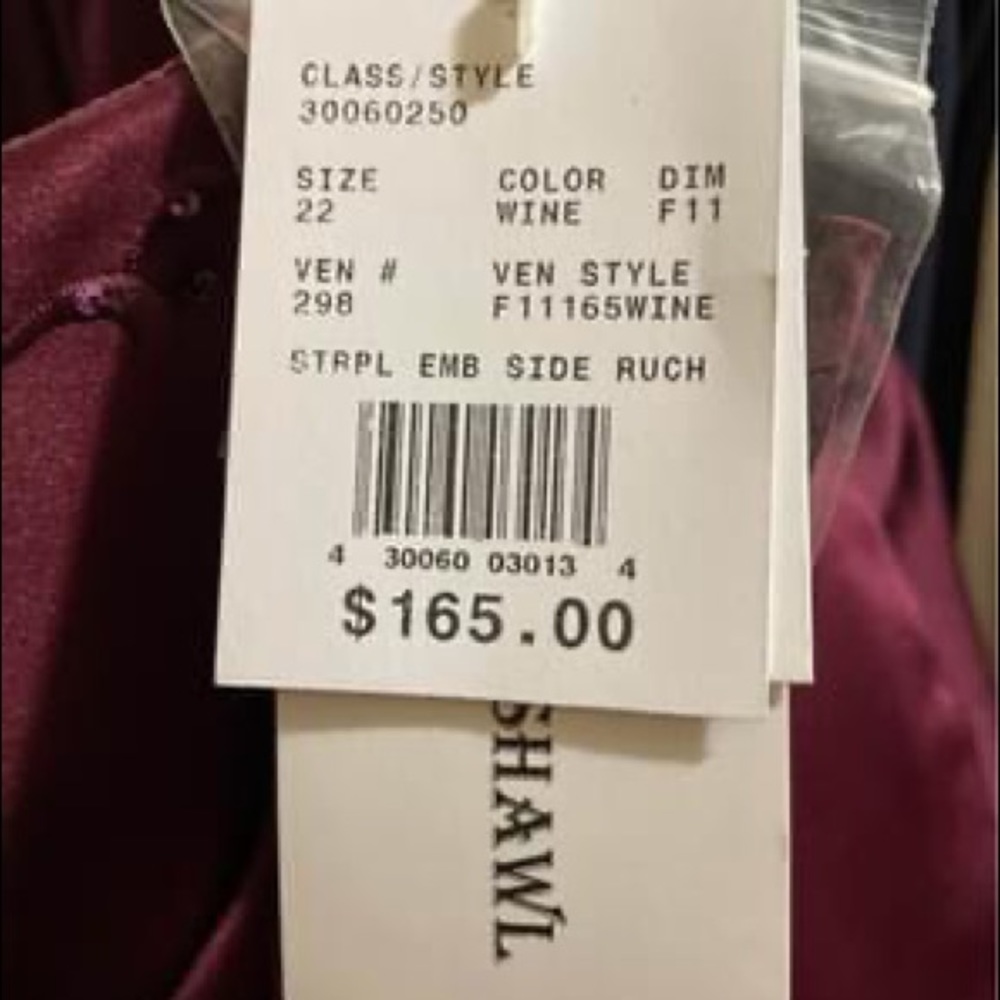 CLASS/STYLE
30060250
SIZE COLOR DIM
22 WINE F11
VEN # VEN STYLE
298 F11165WINE
STRPL EMB SIDE RUCH
4 30060 03013 4
$165.00
SHAWL